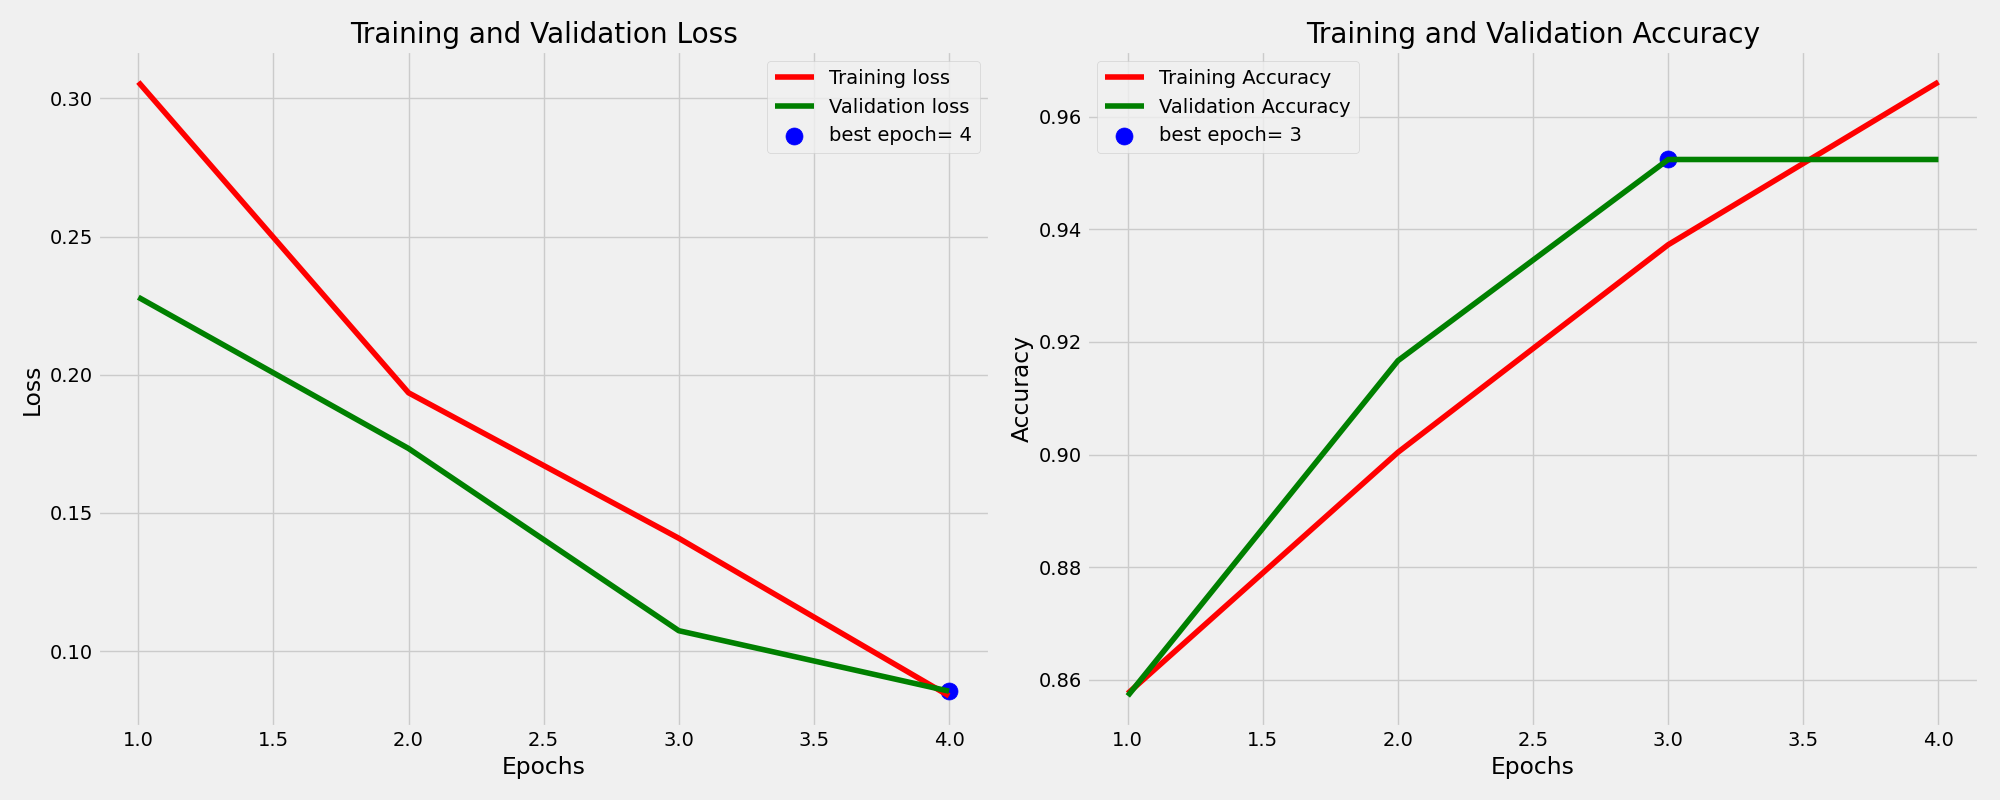 Training and Validation Loss
Training loss
Validation loss
best epoch= 4
0.30
0.25
0.20
0.15
0.10
Loss
1.0 1.5 2.0 2.5 3.0 3.5 4.0
Epochs
Training and Validation Accuracy
Training Accuracy
Validation Accuracy
best epoch= 3
0.96
0.94
0.92
0.90
0.88
0.86
Accuracy
1.0 1.5 2.0 2.5 3.0 3.5 4.0
Epochs